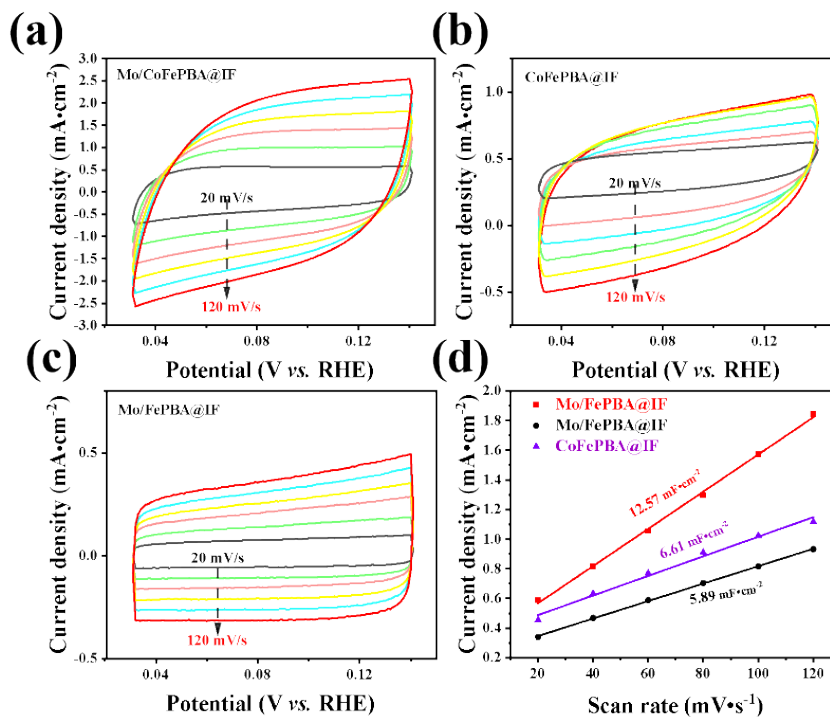 (a)
Mo/CoFePBA@IF
3.0
2.5
2.0
1.5
1.0
0.5
0.0
-0.5
-1.0
-1.5
-2.0
-2.5
-3.0
20 mV/s
120 mV/s
0.04
0.08
0.12
Current density (mA•cm⁻²)
Potential (V vs. RHE)
(b)
CoFePBA@IF
1.0
0.5
0.0
-0.5
20 mV/s
120 mV/s
0.04
0.08
0.12
Current density (mA•cm⁻²)
Potential (V vs. RHE)
(c)
Mo/FePBA@IF
0.5
0.0
-0.5
20 mV/s
120 mV/s
0.04
0.08
0.12
Current density (mA•cm⁻²)
Potential (V vs. RHE)
(d)
Mo/FePBA@IF
Mo/FePBA@IF
CoFePBA@IF
2.0
1.8
1.6
1.4
1.2
1.0
0.8
0.6
0.4
0.2
12.57 mF•cm⁻²
6.61 mF•cm⁻²
5.89 mF•cm⁻²
20
40
60
80
100
120
Current density (mA•cm⁻²)
Scan rate (mV•s⁻¹)